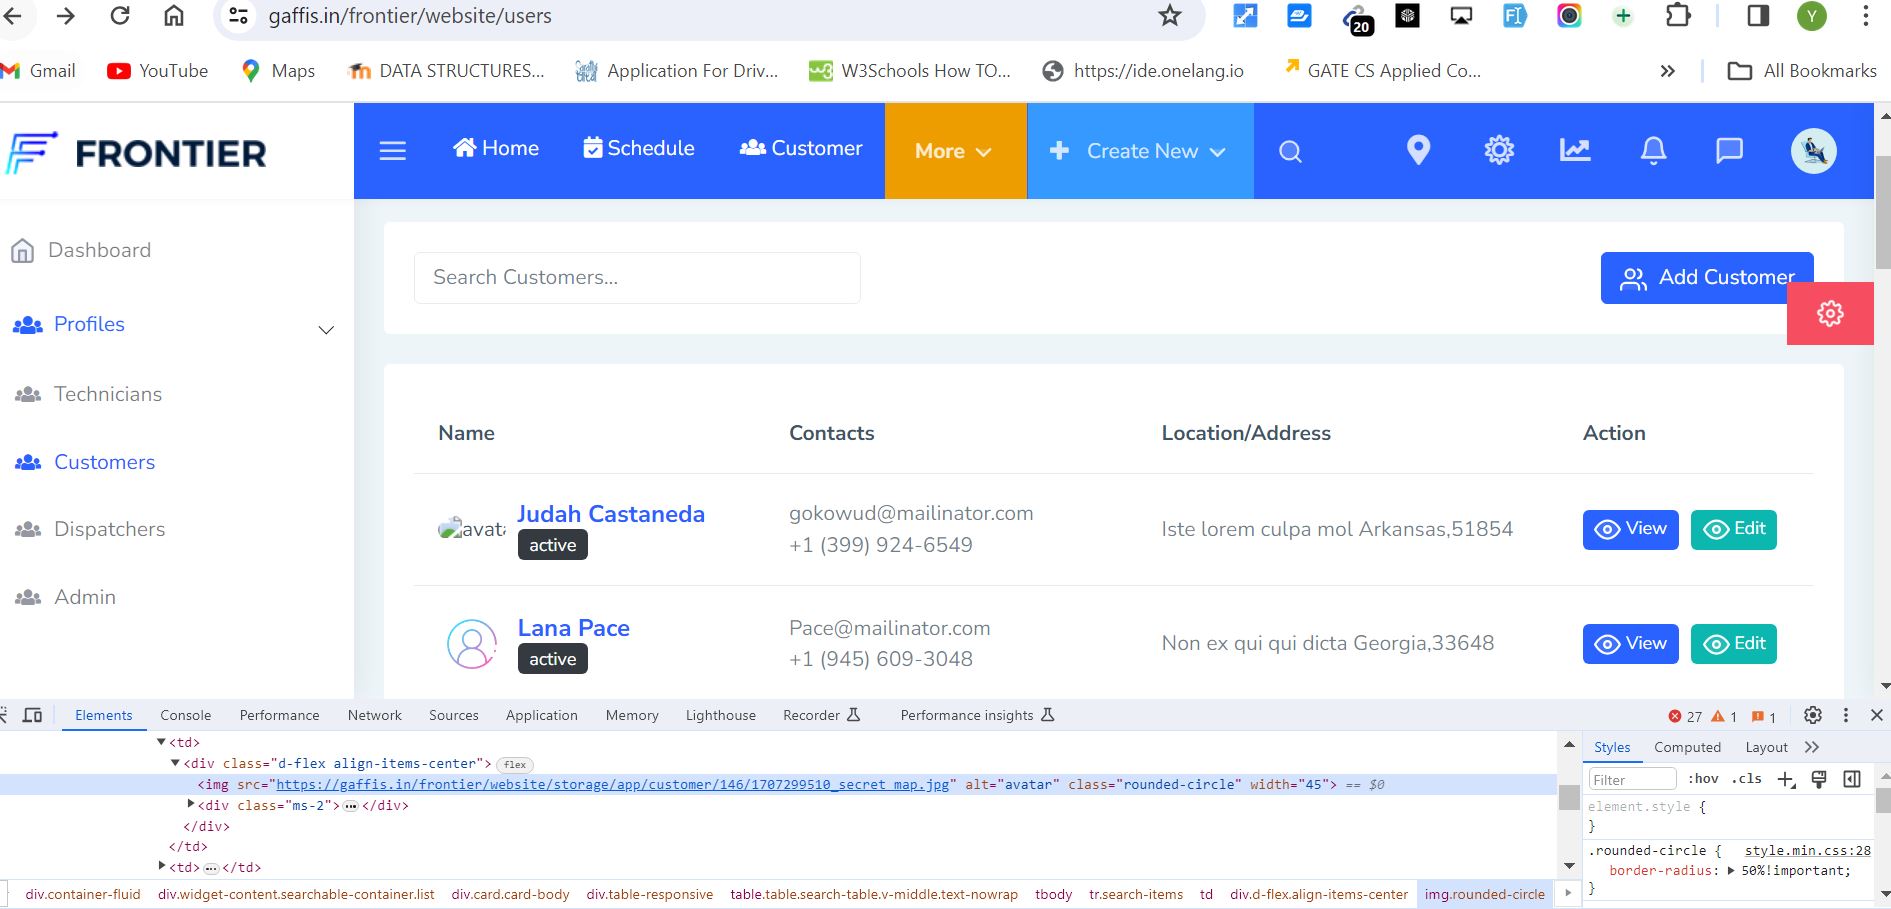 gaffis.in/frontier/website/users
20
Y
Gmail
YouTube
Maps
DATA STRUCTURES...
Application For Driv...
W3Schools How TO...
https://ide.onelang.io
GATE CS Applied Co...
»
All Bookmarks
FRONTIER
Home
Schedule
Customer
More
Create New
Dashboard
Profiles
Technicians
Customers
Dispatchers
Admin
Search Customers...
Add Customer
Name Contacts Location/Address Action
Judah Castaneda
active
gokowud@mailinator.com
+1 (399) 924-6549
Iste lorem culpa mol Arkansas,51854
View
Edit
Lana Pace
active
Pace@mailinator.com
+1 (945) 609-3048
Non ex qui qui dicta Georgia,33648
View
Edit
Elements Console Performance Network Sources Application Memory Lighthouse Recorder Performance insights 27 1 1
▼<td>
▼<div class="d-flex align-items-center"> flex
<img src="https://gaffis.in/frontier/website/storage/app/customer/146/1707299510_secret map.jpg" alt="avatar" class="rounded-circle" width="45"> == $0
▶<div class="ms-2">…</div>
</div>
</td>
▶<td>…</td>
div.container-fluid div.widget-content.searchable-container.list div.card.card-body div.table-responsive table.table.search-table.v-middle.text-nowrap tbody tr.search-items td div.d-flex.align-items-center img.rounded-circle
Styles Computed Layout »
Filter :hov .cls
element.style {
}
.rounded-circle { style.min.css:28
border-radius: ▶ 50%!important;
}